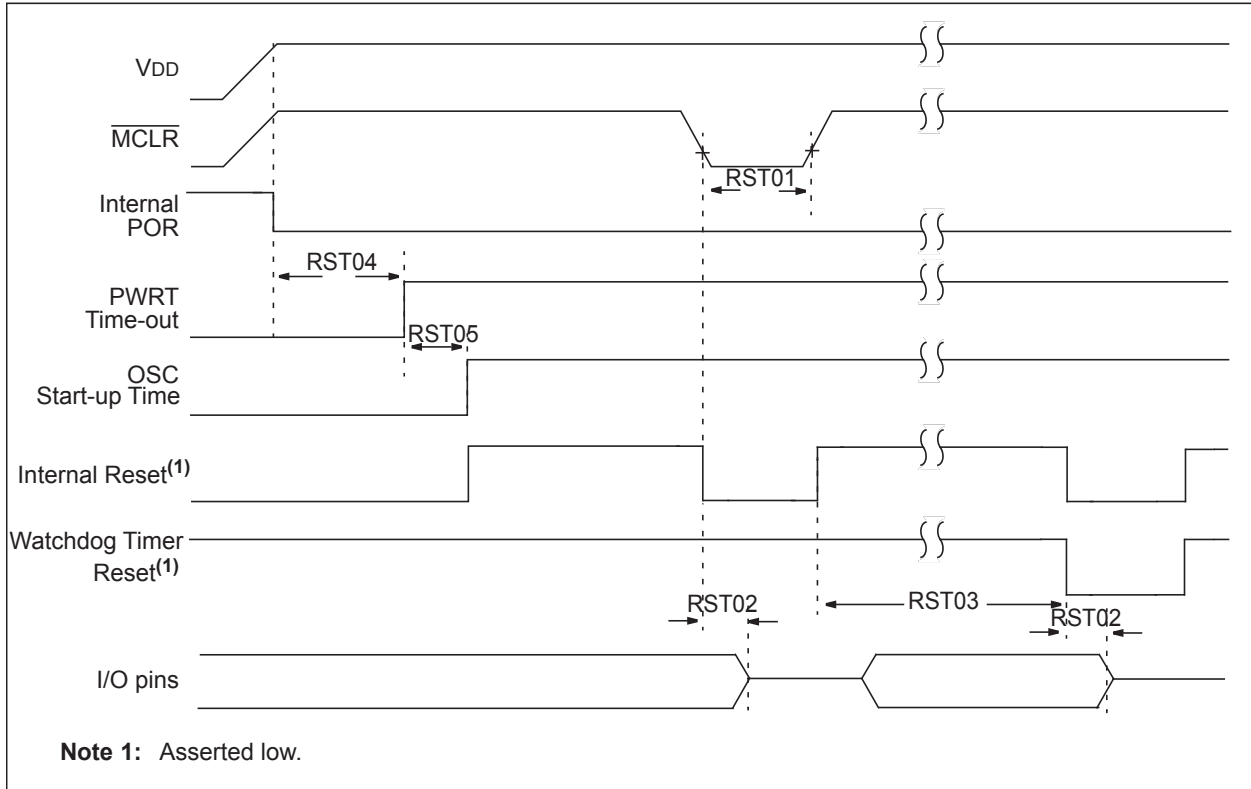 VDD
MCLR
RST01
Internal
POR
RST04
PWRT
Time-out
RST05
OSC
Start-up Time
Internal Reset(1)
Watchdog Timer
Reset(1)
RST02
RST03
RST02
I/O pins
Note 1: Asserted low.